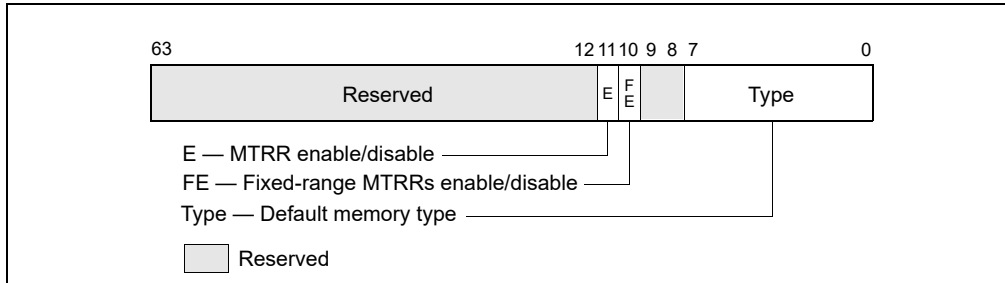 63 12 11 10 9 8 7 0
Reserved E F E Type
E — MTRR enable/disable
FE — Fixed-range MTRRs enable/disable
Type — Default memory type
Reserved